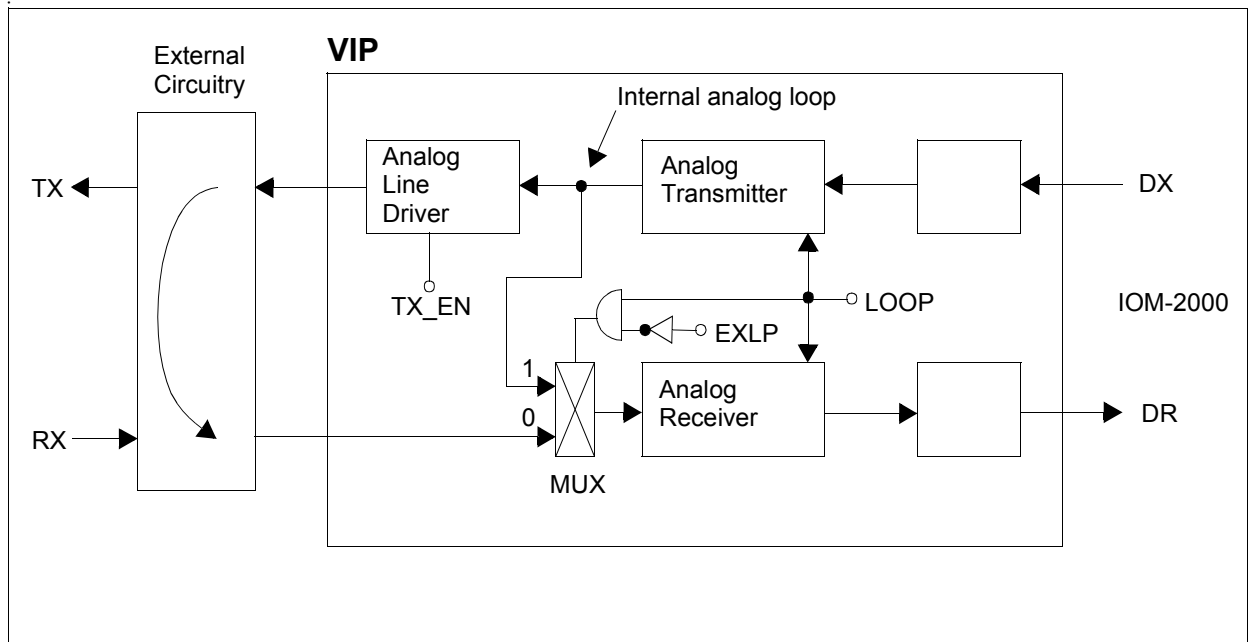 External
Circuitry
VIP
Internal analog loop
Analog
Line
Driver
Analog
Transmitter
TX
DX
TX_EN
LOOP
IOM-2000
EXLP
1
0
Analog
Receiver
RX
DR
MUX